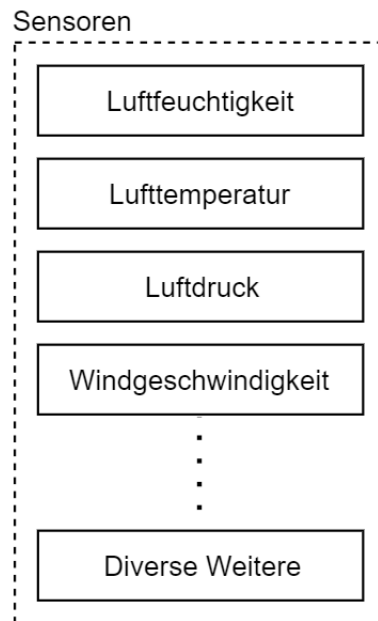 Sensoren
Luftfeuchtigkeit
Lufttemperatur
Luftdruck
Windgeschwindigkeit
Diverse Weitere